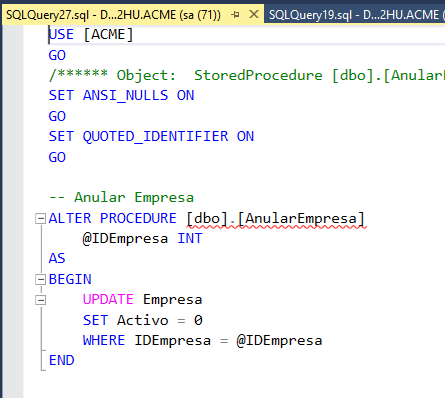 SQLQuery27.sql - D...2HU.ACME (sa (71)) SQLQuery19.sql - D...2HU.ACME (
USE [ACME]
GO
/****** Object:  StoredProcedure [dbo].[AnularE
SET ANSI_NULLS ON
GO
SET QUOTED_IDENTIFIER ON
GO
-- Anular Empresa
ALTER PROCEDURE [dbo].[AnularEmpresa]
    @IDEmpresa INT
AS
BEGIN
    UPDATE Empresa
    SET Activo = 0
    WHERE IDEmpresa = @IDEmpresa
END